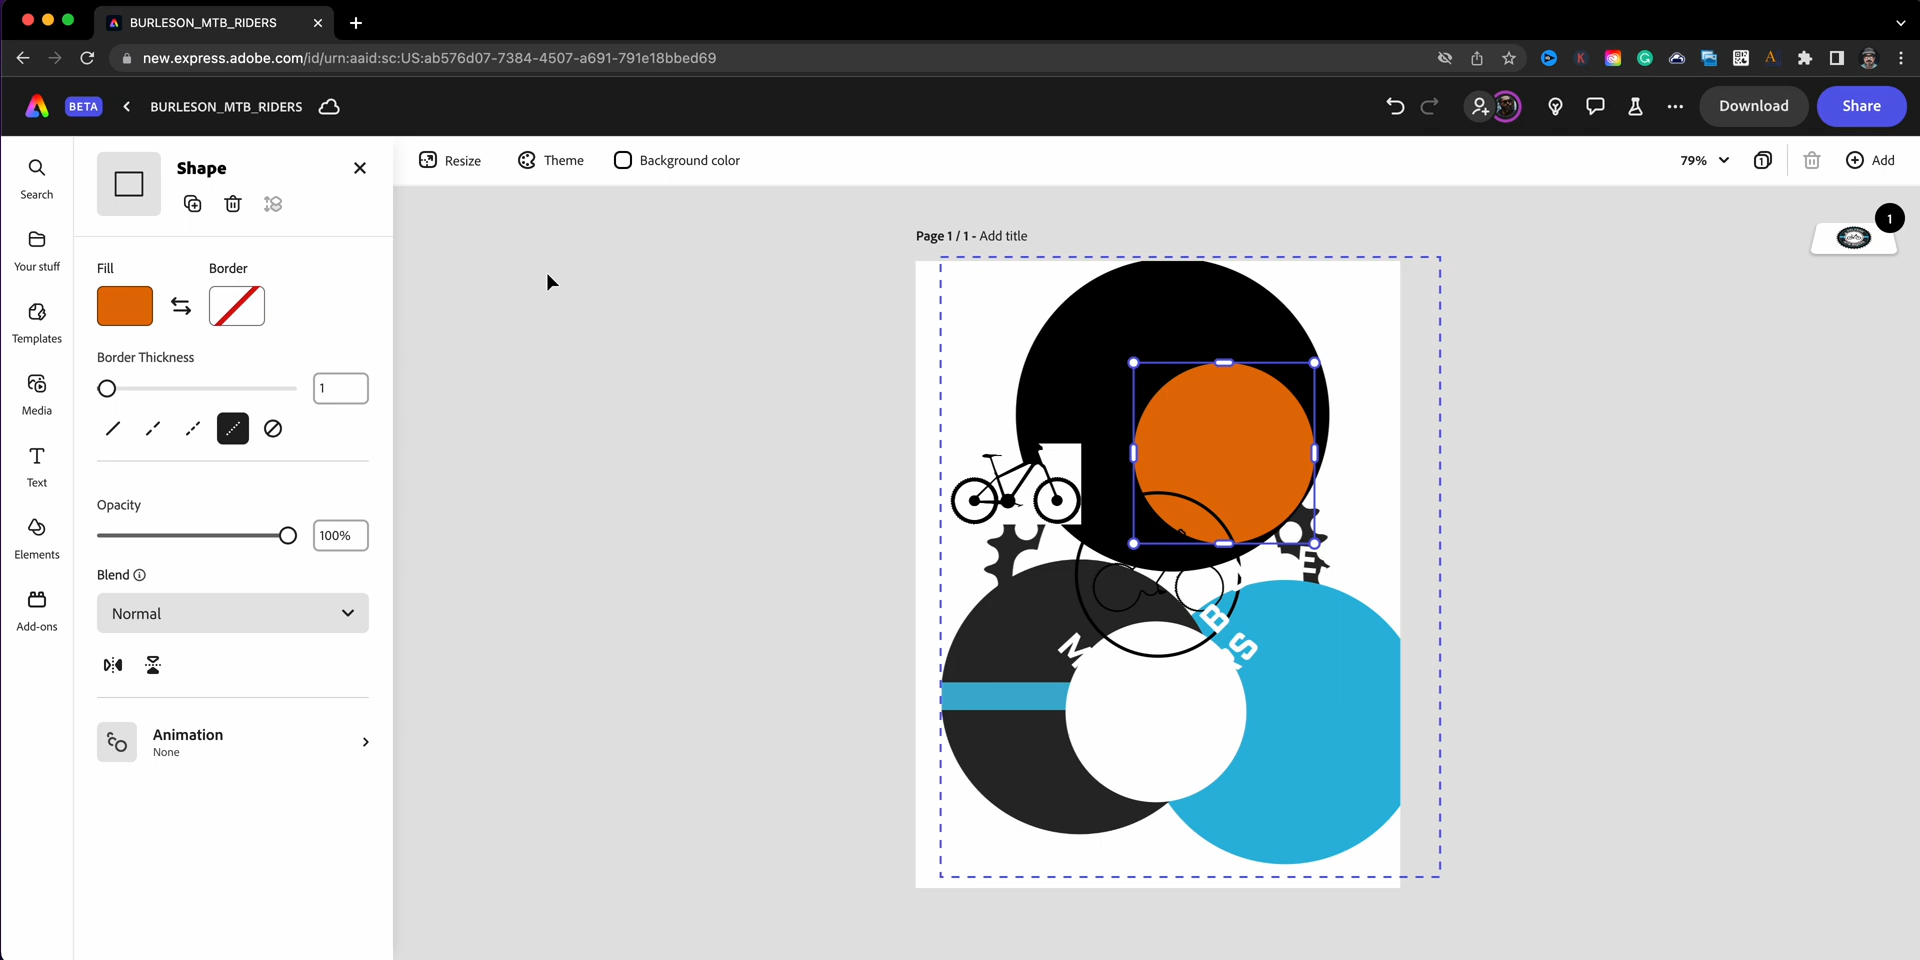 BURLESON_MTB_RIDERS
new.express.adobe.com/id/urn:aaid:sc:US:ab576d07-7384-4507-a691-791e18bbed69
BETA
BURLESON_MTB_RIDERS
Download
Share
Search
Your stuff
Templates
Media
Text
Elements
Add-ons
Shape
Fill
Border
Border Thickness
1
Opacity
100%
Blend
Normal
Animation
None
Resize
Theme
Background color
79%
1
Add
Page 1 / 1 - Add title
1
E
B
S
M